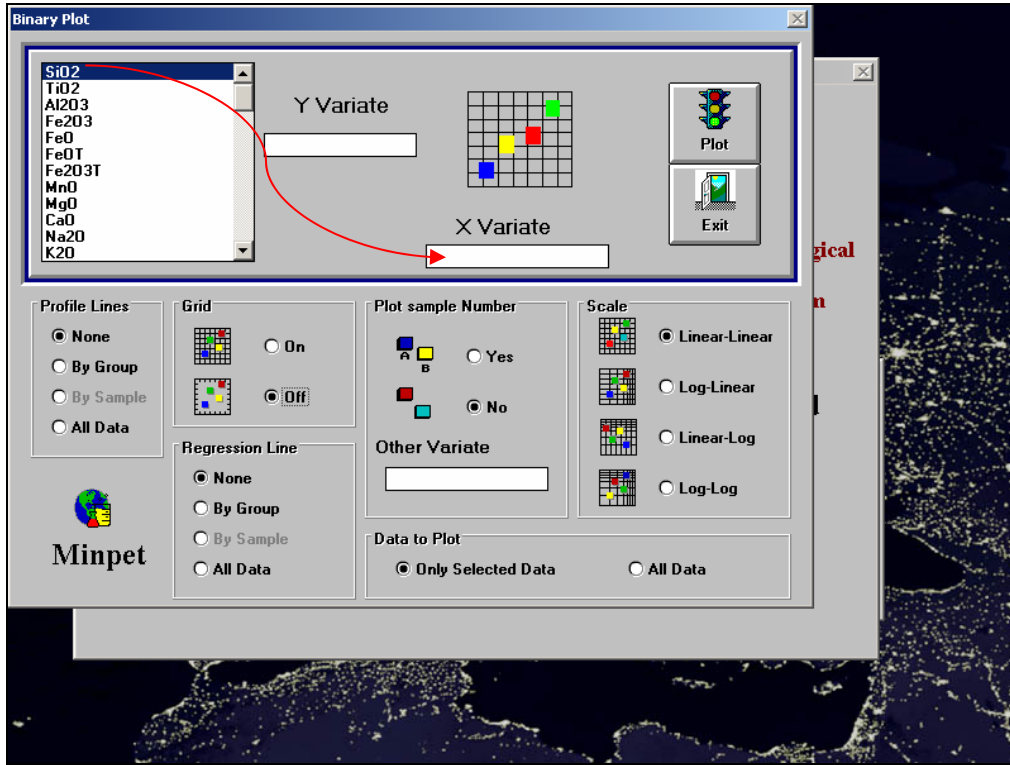 Binary Plot
SiO2
TiO2
Al2O3
Fe2O3
FeO
FeOT
Fe2O3T
MnO
MgO
CaO
Na2O
K2O
Y Variate
X Variate
Plot
Exit
gical
n
Profile Lines
None
By Group
By Sample
All Data
Grid
On
Off
Regression Line
None
By Group
By Sample
All Data
Plot sample Number
A
B
Yes
No
Other Variate
Scale
Linear-Linear
Log-Linear
Linear-Log
Log-Log
Data to Plot
Only Selected Data
All Data
Minpet